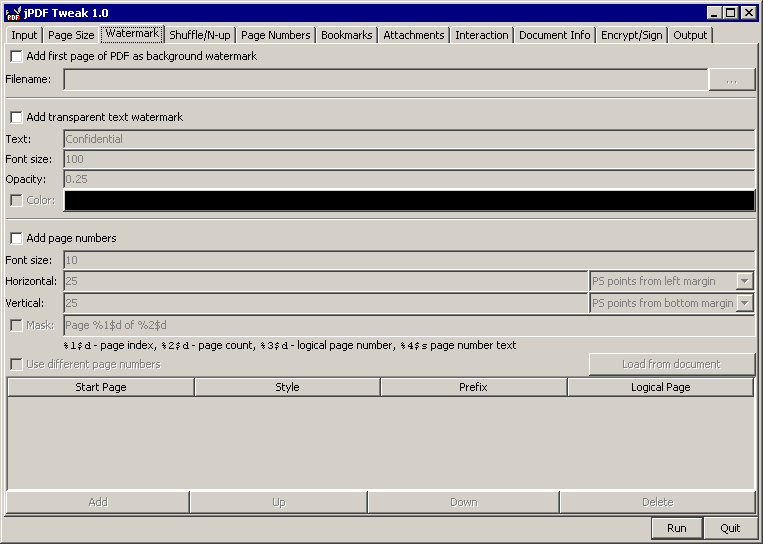 jPDF Tweak 1.0
Input Page Size Watermark Shuffle/N-up Page Numbers Bookmarks Attachments Interaction Document Info Encrypt/Sign Output
Add first page of PDF as background watermark
Filename: ...
Add transparent text watermark
Text: Confidential
Font size: 100
Opacity: 0.25
Color:
Add page numbers
Font size: 10
Horizontal: 25 PS points from left margin
Vertical: 25 PS points from bottom margin
Mask: Page %1$d of %2$d
%1$d - page index, %2$d - page count, %3$d - logical page number, %4$s page number text
Use different page numbers Load from document
Start Page Style Prefix Logical Page
Add Up Down Delete
Run Quit